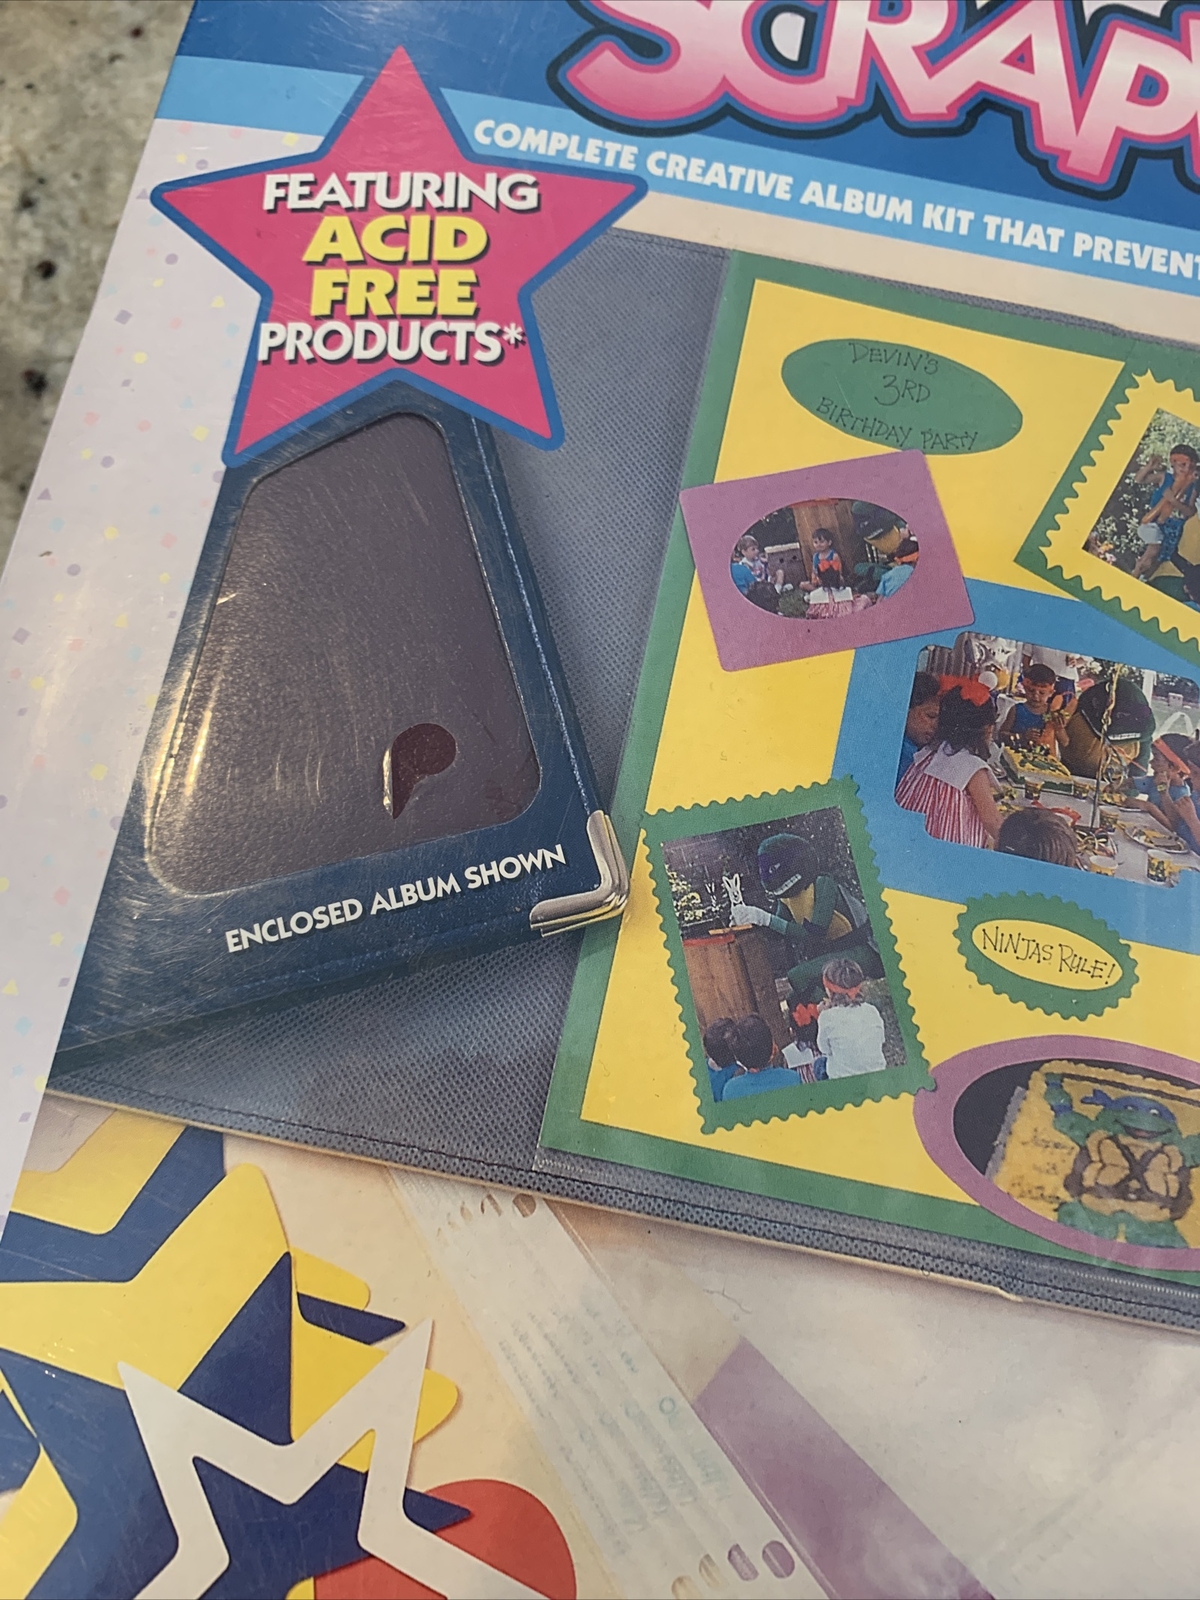 SCRAP
COMPLETE CREATIVE ALBUM KIT THAT PREVENT
FEATURING
ACID
FREE
PRODUCTS*
DEVIN'S
3RD
BIRTHDAY PARTY
NINJAS RULE!
ENCLOSED ALBUM SHOWN